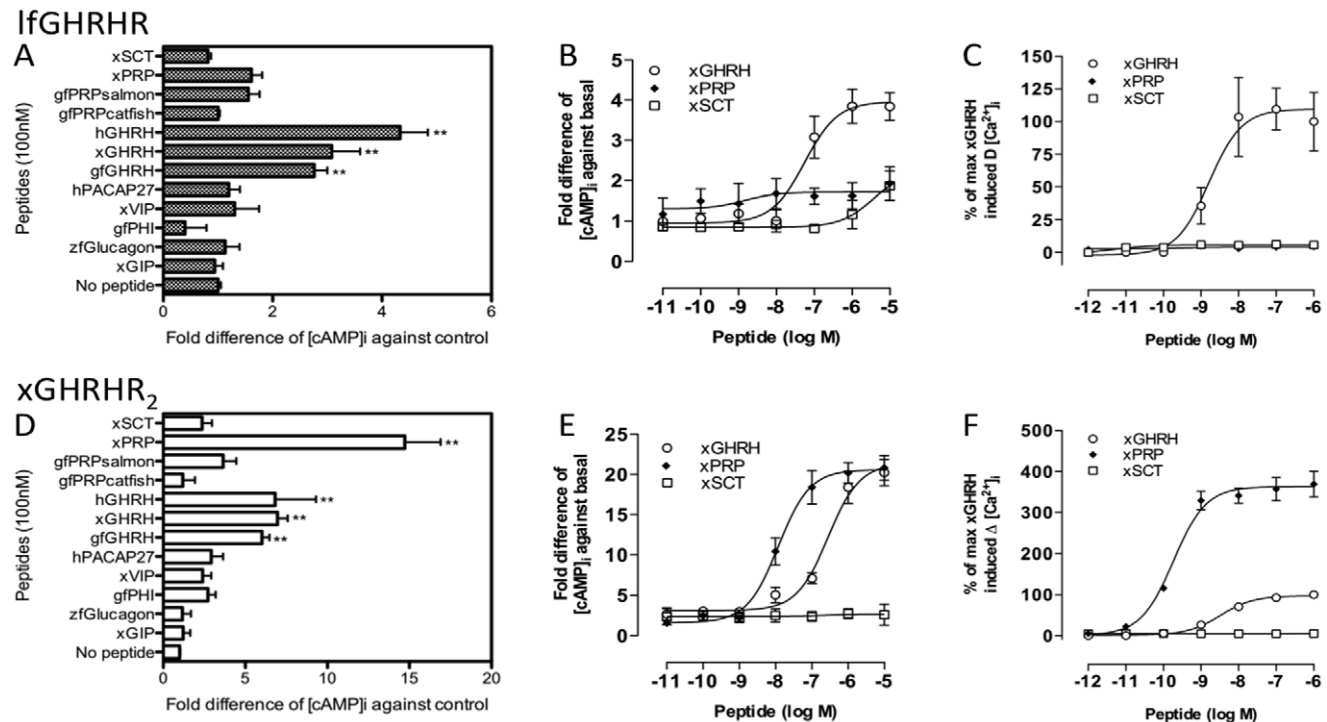 lfGHRHR
A
xSCT
xPRP
gfPRPsalmon
gfPRPcatfish
hGHRH
xGHRH
gfGHRH
hPACAP27
xVIP
gfPHI
zfGlucagon
xGIP
No peptide
Peptides (100nM)
**
**
**
0 2 4 6
Fold difference of [cAMP]i against control
B
xGHRH
xPRP
xSCT
Fold difference of
[cAMP]i against basal
5
4
3
2
1
0
-11 -10 -9 -8 -7 -6 -5
Peptide (log M)
C
xGHRH
xPRP
xSCT
% of max xGHRH
induced D [Ca²⁺]i
150
125
100
75
50
25
0
-12 -11 -10 -9 -8 -7 -6
Peptide (log M)
xGHRHR₂
D
xSCT
xPRP
gfPRPsalmon
gfPRPcatfish
hGHRH
xGHRH
gfGHRH
hPACAP27
xVIP
gfPHI
zfGlucagon
xGIP
No peptide
Peptides (100nM)
**
**
**
**
0 5 10 15 20
Fold difference of [cAMP]i against control
E
xGHRH
xPRP
xSCT
Fold difference of
[cAMP]i against basal
25
20
15
10
5
0
-11 -10 -9 -8 -7 -6 -5
Peptide (log M)
F
xGHRH
xPRP
xSCT
% of max xGHRH
induced Δ [Ca²⁺]i
500
400
300
200
100
0
-12 -11 -10 -9 -8 -7 -6
Peptide (log M)